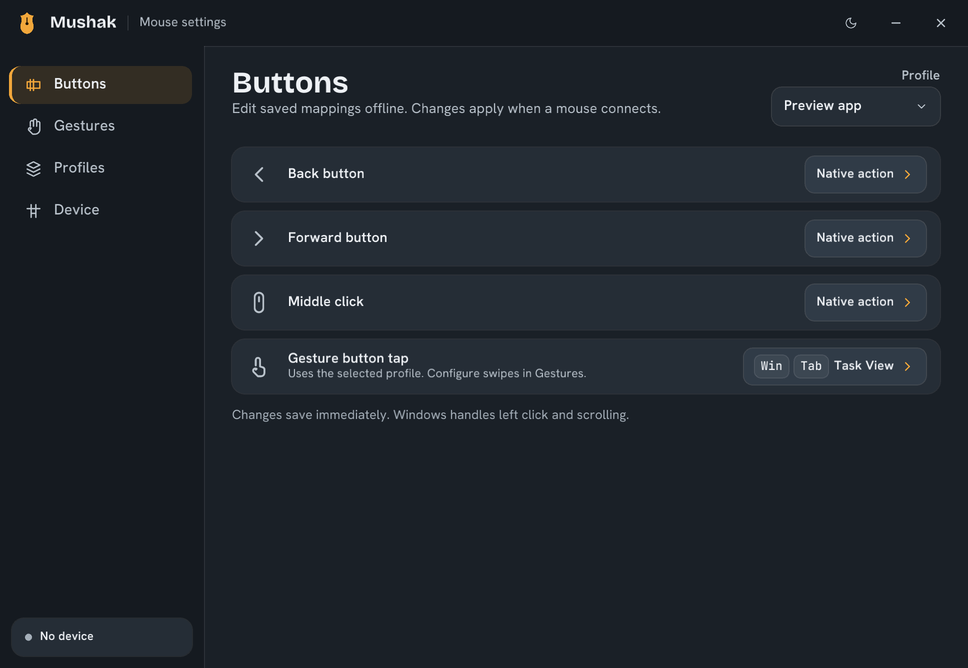 Mushak
Mouse settings
Buttons
Gestures
Profiles
Device
No device
Buttons
Edit saved mappings offline. Changes apply when a mouse connects.
Profile
Preview app
Back button
Native action
Forward button
Native action
Middle click
Native action
Gesture button tap
Uses the selected profile. Configure swipes in Gestures.
Win Tab Task View
Changes save immediately. Windows handles left click and scrolling.